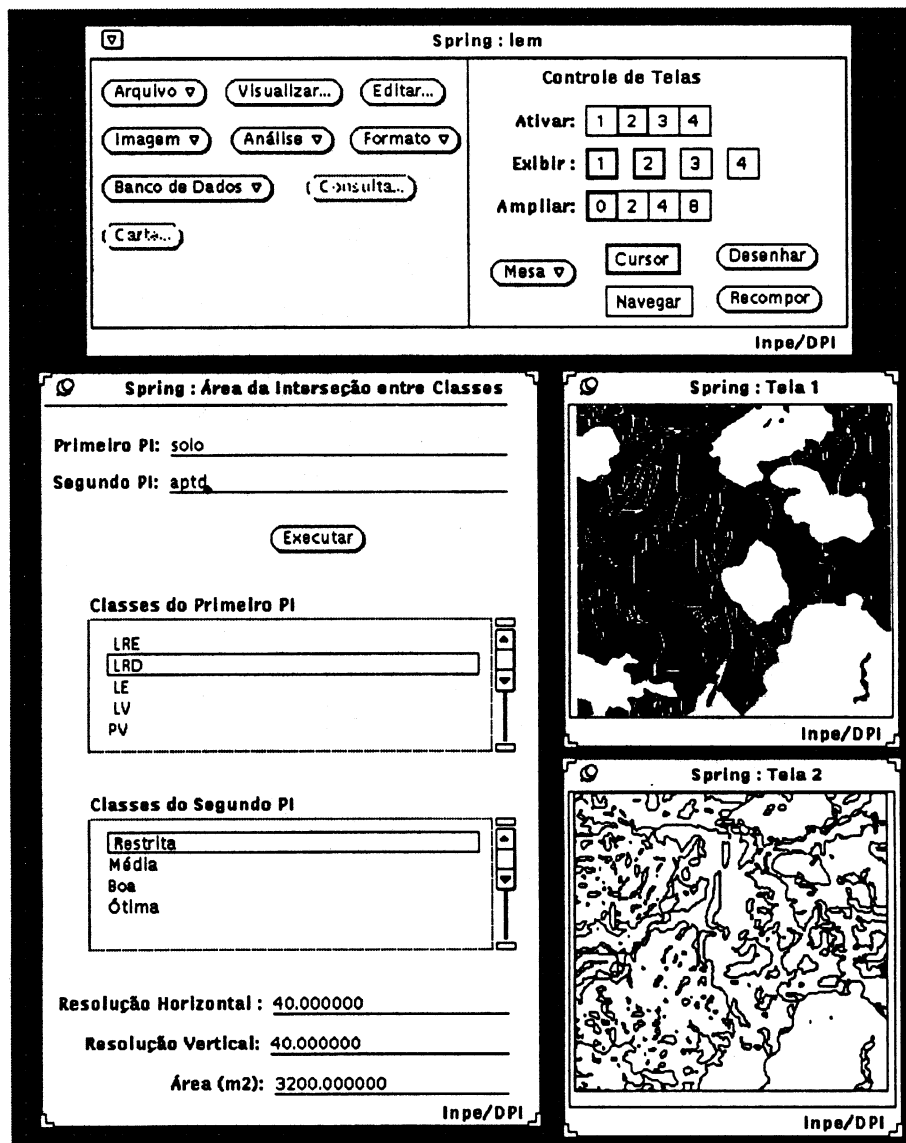 Spring : lem
Arquivo Visualizar... Editar...
Imagem Análise Formato
Banco de Dados Consulta...
Carta...
Controle de Telas
Ativar: 1 2 3 4
Exibir : 1 2 3 4
Ampliar: 0 2 4 8
Mesa Cursor Desenhar
Navegar Recompor
Inpe/DPI
Spring : Área da Interseção entre Classes
Primeiro PI: solo
Segundo PI: aptd
Executar
Classes do Primeiro PI
LRE
LRD
LE
LV
PV
Classes do Segundo PI
Restrita
Média
Boa
Ótima
Resolução Horizontal : 40.000000
Resolução Vertical: 40.000000
Área (m2): 3200.000000
Inpe/DPI
Spring : Tela 1
Inpe/DPI
Spring : Tela 2
Inpe/DPI